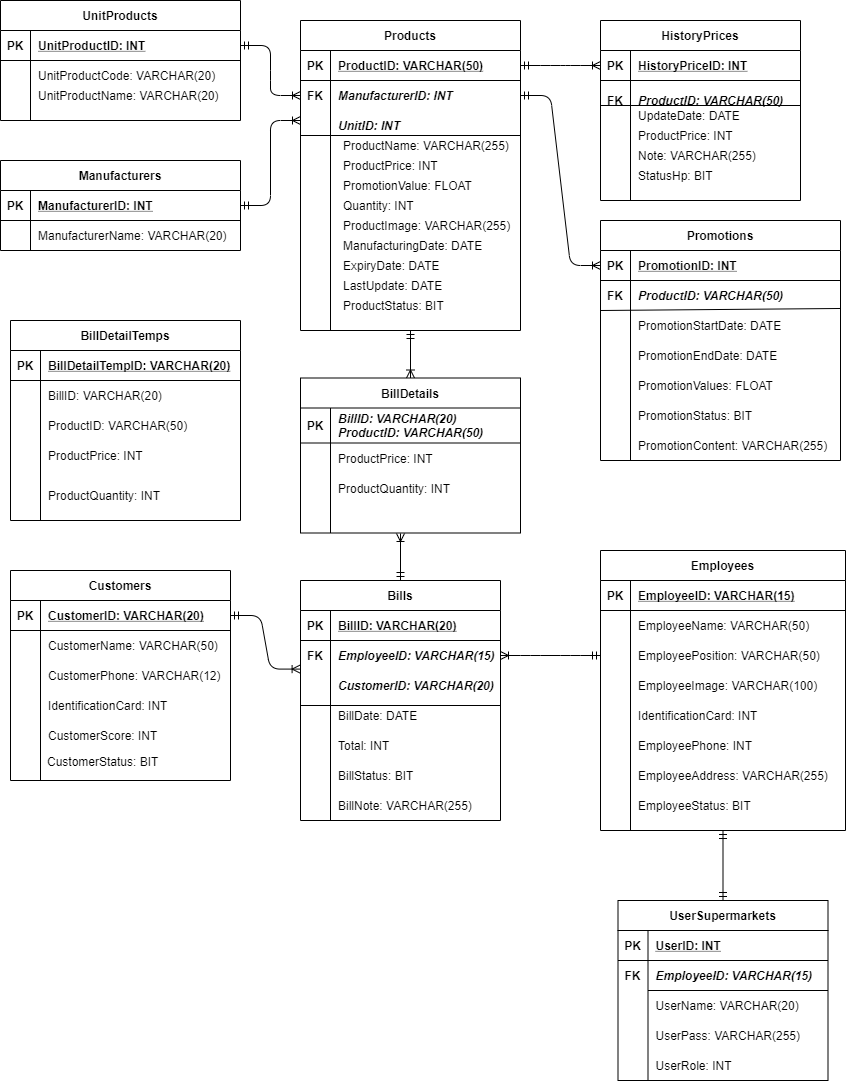 UnitProducts
PK UnitProductID: INT
UnitProductCode: VARCHAR(20)
UnitProductName: VARCHAR(20)
Manufacturers
PK ManufacturerID: INT
ManufacturerName: VARCHAR(20)
Products
PK ProductID: VARCHAR(50)
FK ManufacturerID: INT
UnitID: INT
ProductName: VARCHAR(255)
ProductPrice: INT
PromotionValue: FLOAT
Quantity: INT
ProductImage: VARCHAR(255)
ManufacturingDate: DATE
ExpiryDate: DATE
LastUpdate: DATE
ProductStatus: BIT
HistoryPrices
PK HistoryPriceID: INT
FK ProductID: VARCHAR(50)
UpdateDate: DATE
ProductPrice: INT
Note: VARCHAR(255)
StatusHp: BIT
Promotions
PK PromotionID: INT
FK ProductID: VARCHAR(50)
PromotionStartDate: DATE
PromotionEndDate: DATE
PromotionValues: FLOAT
PromotionStatus: BIT
PromotionContent: VARCHAR(255)
BillDetailTemps
PK BillDetailTempID: VARCHAR(20)
BillID: VARCHAR(20)
ProductID: VARCHAR(50)
ProductPrice: INT
ProductQuantity: INT
BillDetails
PK BillID: VARCHAR(20)
ProductID: VARCHAR(50)
ProductPrice: INT
ProductQuantity: INT
Customers
PK CustomerID: VARCHAR(20)
CustomerName: VARCHAR(50)
CustomerPhone: VARCHAR(12)
IdentificationCard: INT
CustomerScore: INT
CustomerStatus: BIT
Bills
PK BillID: VARCHAR(20)
FK EmployeeID: VARCHAR(15)
CustomerID: VARCHAR(20)
BillDate: DATE
Total: INT
BillStatus: BIT
BillNote: VARCHAR(255)
Employees
PK EmployeeID: VARCHAR(15)
EmployeeName: VARCHAR(50)
EmployeePosition: VARCHAR(50)
EmployeeImage: VARCHAR(100)
IdentificationCard: INT
EmployeePhone: INT
EmployeeAddress: VARCHAR(255)
EmployeeStatus: BIT
UserSupermarkets
PK UserID: INT
FK EmployeeID: VARCHAR(15)
UserName: VARCHAR(20)
UserPass: VARCHAR(255)
UserRole: INT